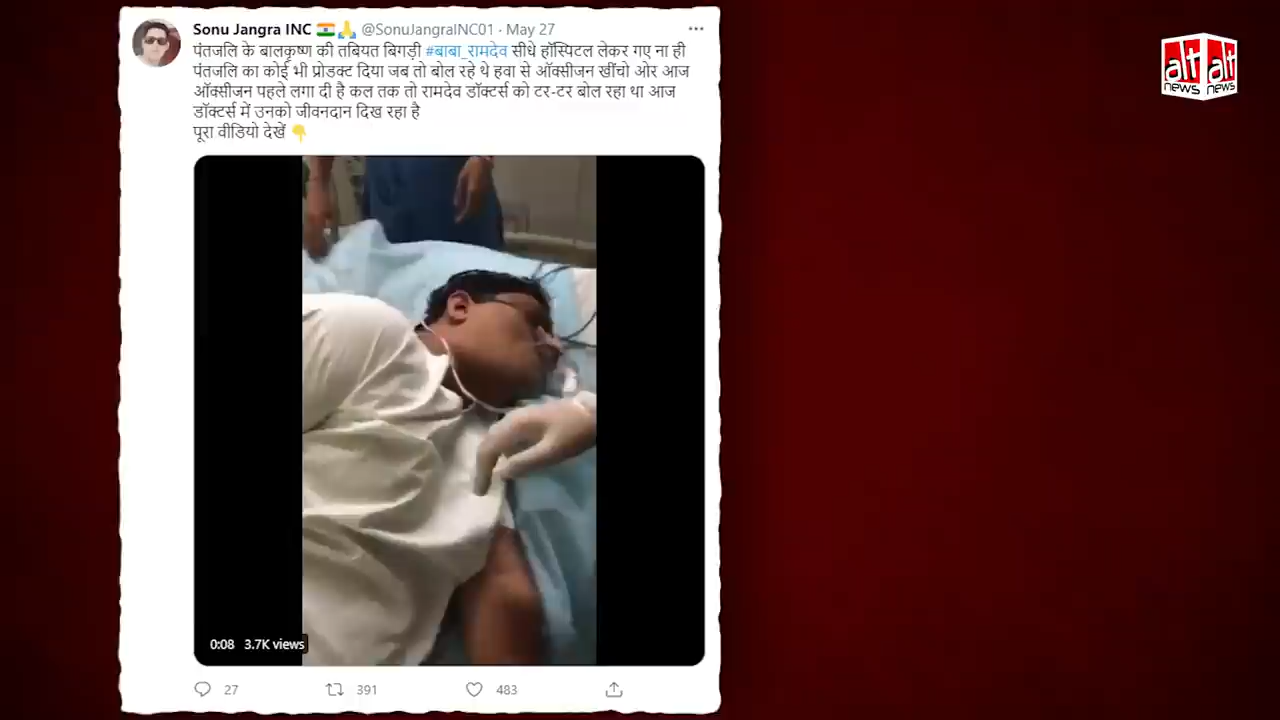 Sonu Jangra INC 🇮🇳🙏 @SonuJangraINC01 · May 27
पंतजलि के बालकृष्ण की तबियत बिगड़ी #बाबा_रामदेव सीधे हॉस्पिटल लेकर गए ना ही
पंतजलि का कोई भी प्रोडक्ट दिया जब तो बोल रहे थे हवा से ऑक्सीजन खींचो ओर आज
ऑक्सीजन पहले लगा दी है कल तक तो रामदेव डॉक्टर्स को टर-टर बोल रहा था आज
डॉक्टर्स में उनको जीवनदान दिख रहा है
पूरा वीडियो देखें 👇
0:08 3.7K views
27 391 483
alt alt
news news